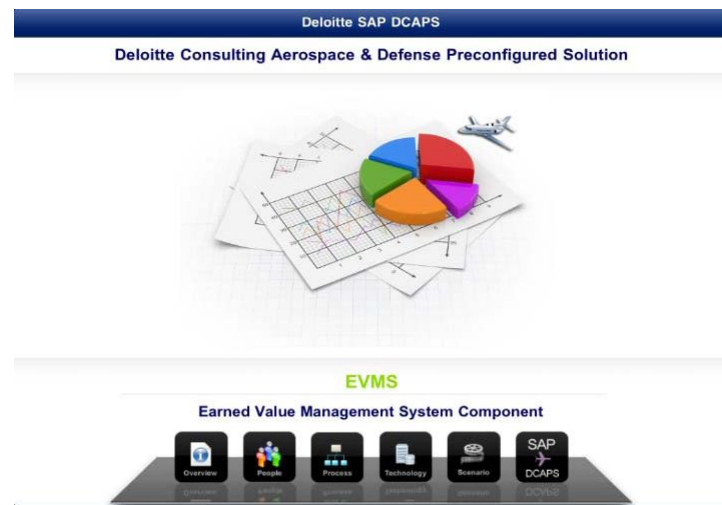 Deloitte SAP DCAPS
Deloitte Consulting Aerospace & Defense Preconfigured Solution
EVMS
Earned Value Management System Component
Overview
People
Process
Technology
Scenario
SAP
DCAPS